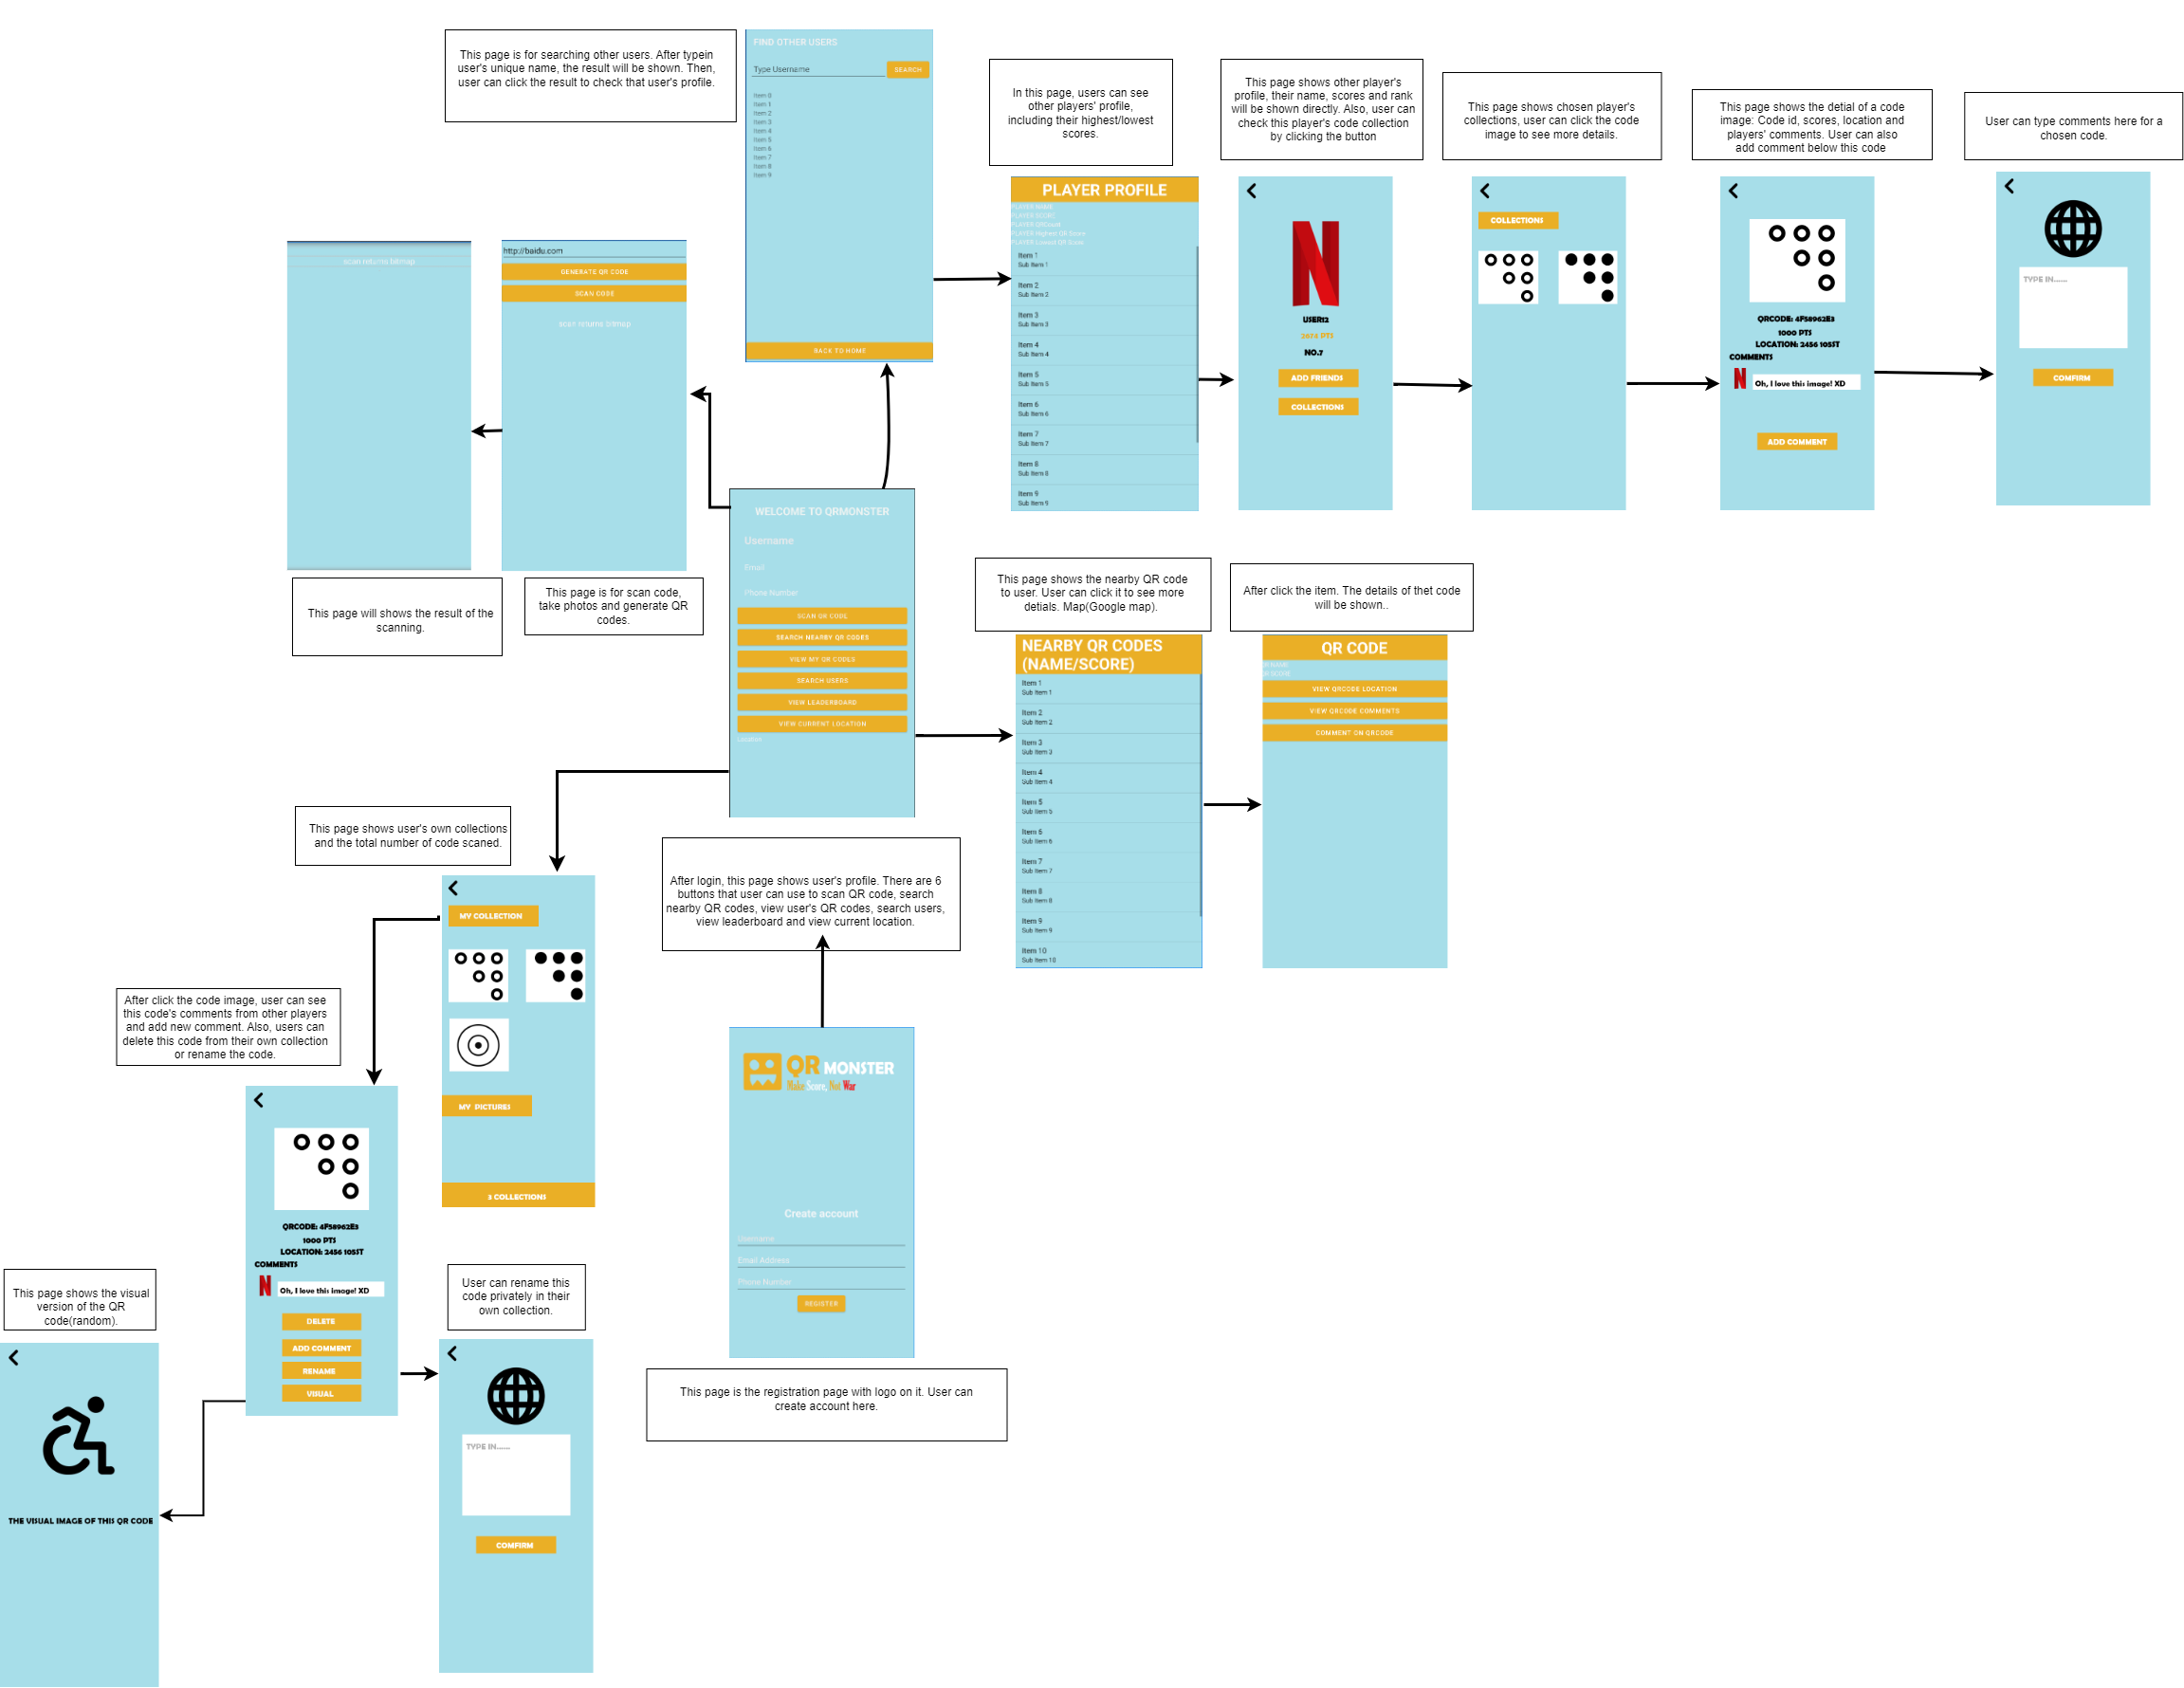 This page is for searching other users. After typein
user's unique name, the result will be shown. Then,
user can click the result to check that user's profile.
FIND OTHER USERS
Type Username
SEARCH
Item 0
Item 1
Item 2
Item 3
Item 4
Item 5
Item 6
Item 7
Item 8
Item 9
BACK TO HOME
In this page, users can see
other players' profile,
including their highest/lowest
scores.
PLAYER PROFILE
PLAYER NAME
PLAYER SCORE
PLAYER QRCount
PLAYER Highest QR Score
PLAYER Lowest QR Score
Item 1
Sub Item 1
Item 2
Sub Item 2
Item 3
Sub Item 3
Item 4
Sub Item 4
Item 5
Sub Item 5
Item 6
Sub Item 6
Item 7
Sub Item 7
Item 8
Sub Item 8
Item 9
Sub Item 9
This page shows other player's
profile, their name, scores and rank
will be shown directly. Also, user can
check this player's code collection
by clicking the button
USER12
2874 PTS
NO.7
ADD FRIENDS
COLLECTIONS
This page shows chosen player's
collections, user can click the code
image to see more details.
COLLECTIONS
This page shows the detial of a code
image: Code id, scores, location and
players' comments. User can also
add comment below this code
QRCODE: 4F58962E3
1000 PTS
LOCATION: 2456 105ST
COMMENTS
Oh, I love this image! XD
ADD COMMENT
User can type comments here for a
chosen code.
TYPE IN......
COMFIRM
scan returns bitmap
This page will shows the result of the
scanning.
http://baidu.com
GENERATE QR CODE
SCAN CODE
scan returns bitmap
This page is for scan code,
take photos and generate QR
codes.
WELCOME TO QRMONSTER
Username
Email
Phone Number
SCAN QR CODE
SEARCH NEARBY QR CODES
VIEW MY QR CODES
SEARCH USERS
VIEW LEADERBOARD
VIEW CURRENT LOCATION
Location
After login, this page shows user's profile. There are 6
buttons that user can use to scan QR code, search
nearby QR codes, view user's QR codes, search users,
view leaderboard and view current location.
This page shows the nearby QR code
to user. User can click it to see more
detials. Map(Google map).
NEARBY QR CODES
(NAME/SCORE)
Item 1
Sub Item 1
Item 2
Sub Item 2
Item 3
Sub Item 3
Item 4
Sub Item 4
Item 5
Sub Item 5
Item 6
Sub Item 6
Item 7
Sub Item 7
Item 8
Sub Item 8
Item 9
Sub Item 9
Item 10
Sub Item 10
After click the item. The details of thet code
will be shown..
QR CODE
QR NAME
QR SCORE
VIEW QRCODE LOCATION
VIEW QRCODE COMMENTS
COMMENT ON QRCODE
This page shows user's own collections
and the total number of code scaned.
MY COLLECTION
MY PICTURES
3 COLLECTIONS
After click the code image, user can see
this code's comments from other players
and add new comment. Also, users can
delete this code from their own collection
or rename the code.
QRCODE: 4F58962E3
1000 PTS
LOCATION: 2456 105ST
COMMENTS
Oh, I love this image! XD
DELETE
ADD COMMENT
RENAME
VISUAL
This page shows the visual
version of the QR
code(random).
THE VISUAL IMAGE OF THIS QR CODE
User can rename this
code privately in their
own collection.
TYPE IN......
COMFIRM
QR MONSTER
Make Score, Not War
Create account
Username
Email Address
Phone Number
REGISTER
This page is the registration page with logo on it. User can
create account here.